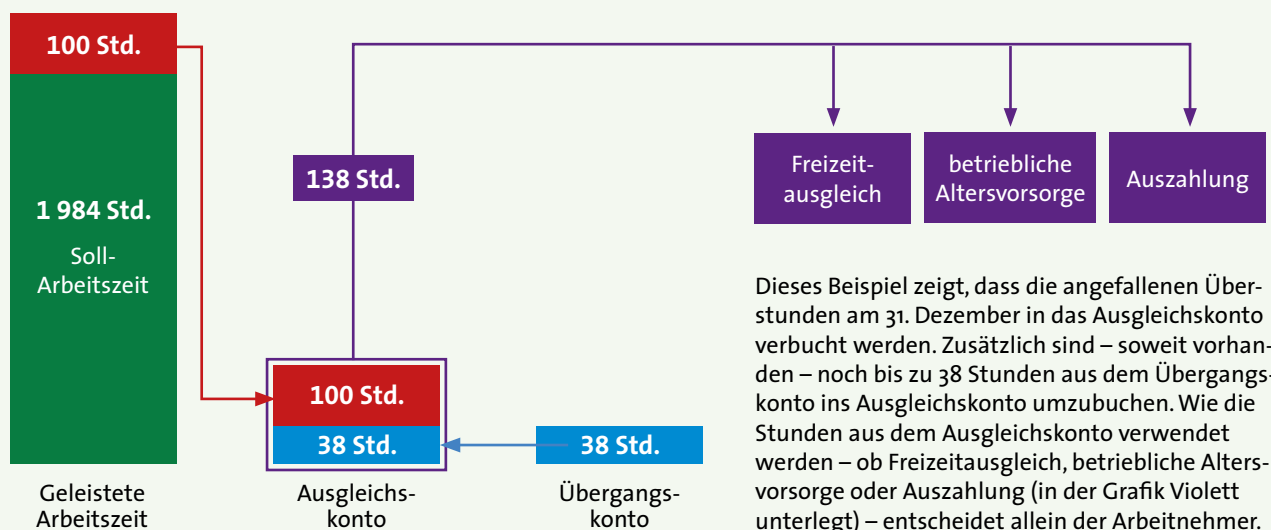 100 Std.
1 984 Std.
Soll-
Arbeitszeit
Geleistete
Arbeitszeit
138 Std.
100 Std.
38 Std.
Ausgleichs-
konto
38 Std.
Übergangs-
konto
Freizeit-
ausgleich
betriebliche
Altersvorsorge
Auszahlung
Dieses Beispiel zeigt, dass die angefallenen Über-
stunden am 31. Dezember in das Ausgleichskonto
verbucht werden. Zusätzlich sind – soweit vorhan-
den – noch bis zu 38 Stunden aus dem Übergangs-
konto ins Ausgleichskonto umzubuchen. Wie die
Stunden aus dem Ausgleichskonto verwendet
werden – ob Freizeitausgleich, betriebliche Alters-
vorsorge oder Auszahlung (in der Grafik Violett
unterlegt) – entscheidet allein der Arbeitnehmer.